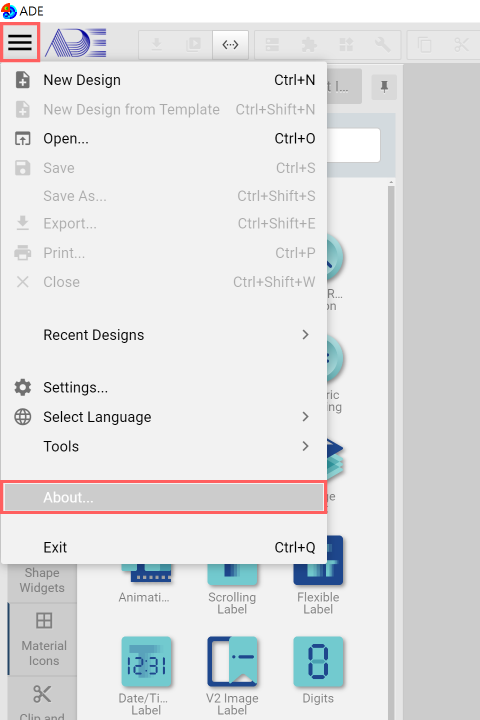 ADE
ADE
t I...
New Design Ctrl+N
New Design from Template Ctrl+Shift+N
Open... Ctrl+O
Save Ctrl+S
Save As... Ctrl+Shift+S
Export... Ctrl+Shift+E
Print... Ctrl+P
Close Ctrl+Shift+W
Recent Designs
Settings...
Select Language
Tools
About...
Exit Ctrl+Q
R...
on
ric
ng
ge
Shape
Widgets
Material
Icons
Clip and
Animati...
Scrolling
Label
Flexible
Label
12:31
Date/Ti...
Label
V2 Image
Label
8
Digits